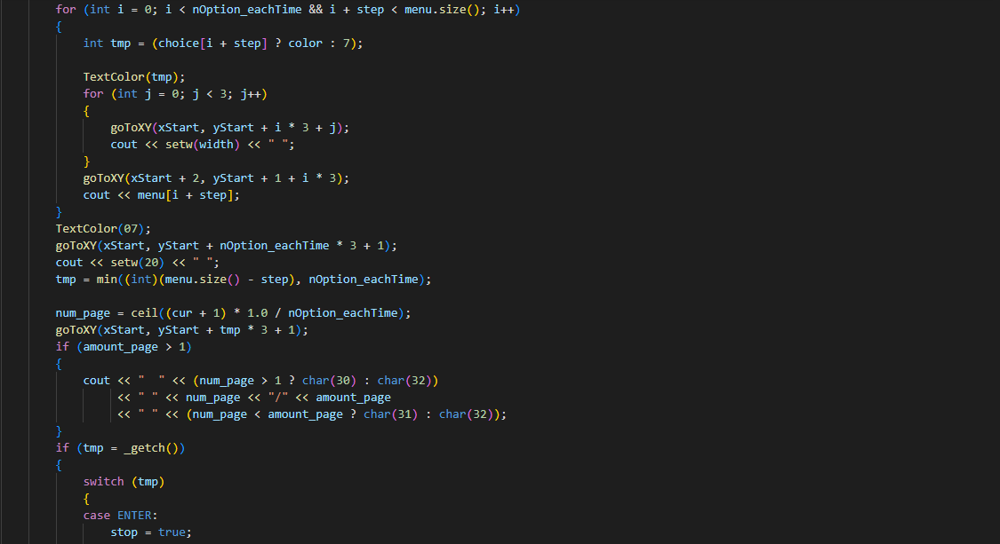 for (int i = 0; i < nOption_eachTime && i + step < menu.size(); i++)
{
    int tmp = (choice[i + step] ? color : 7);

    TextColor(tmp);
    for (int j = 0; j < 3; j++)
    {
        goToXY(xStart, yStart + i * 3 + j);
        cout << setw(width) << " ";
    }
    goToXY(xStart + 2, yStart + 1 + i * 3);
    cout << menu[i + step];
}
TextColor(07);
goToXY(xStart, yStart + nOption_eachTime * 3 + 1);
cout << setw(20) << " ";
tmp = min((int)(menu.size() - step), nOption_eachTime);

num_page = ceil((cur + 1) * 1.0 / nOption_eachTime);
goToXY(xStart, yStart + tmp * 3 + 1);
if (amount_page > 1)
{
    cout << "  " << (num_page > 1 ? char(30) : char(32))
         << " " << num_page << "/" << amount_page
         << " " << (num_page < amount_page ? char(31) : char(32));
}
if (tmp = _getch())
{
    switch (tmp)
    {
    case ENTER:
        stop = true;